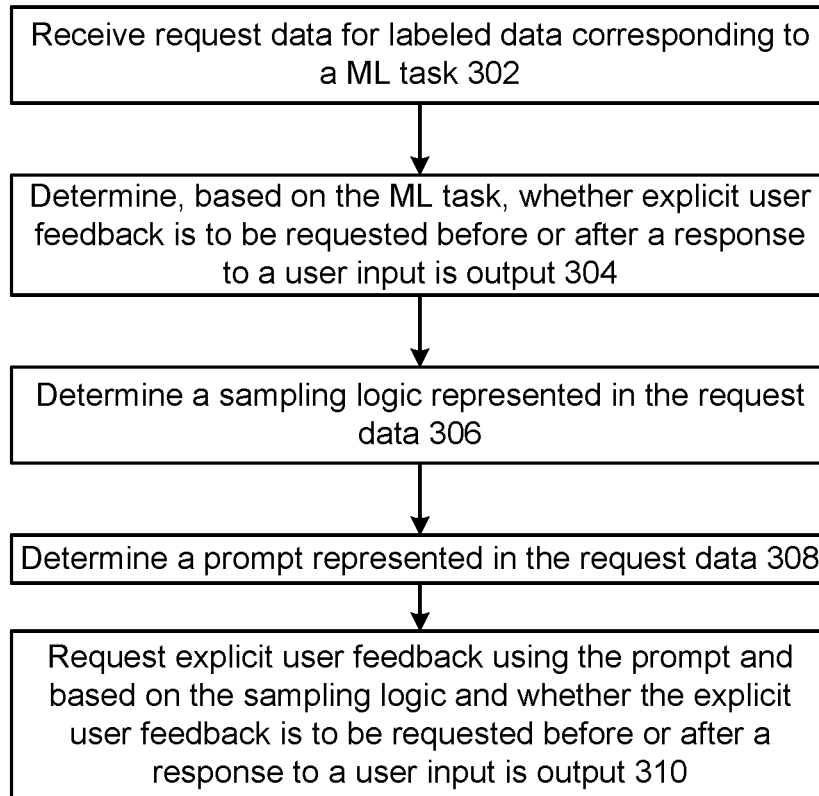 Receive request data for labeled data corresponding to
a ML task 302
Determine, based on the ML task, whether explicit user
feedback is to be requested before or after a response
to a user input is output 304
Determine a sampling logic represented in the request
data 306
Determine a prompt represented in the request data 308
Request explicit user feedback using the prompt and
based on the sampling logic and whether the explicit
user feedback is to be requested before or after a
response to a user input is output 310